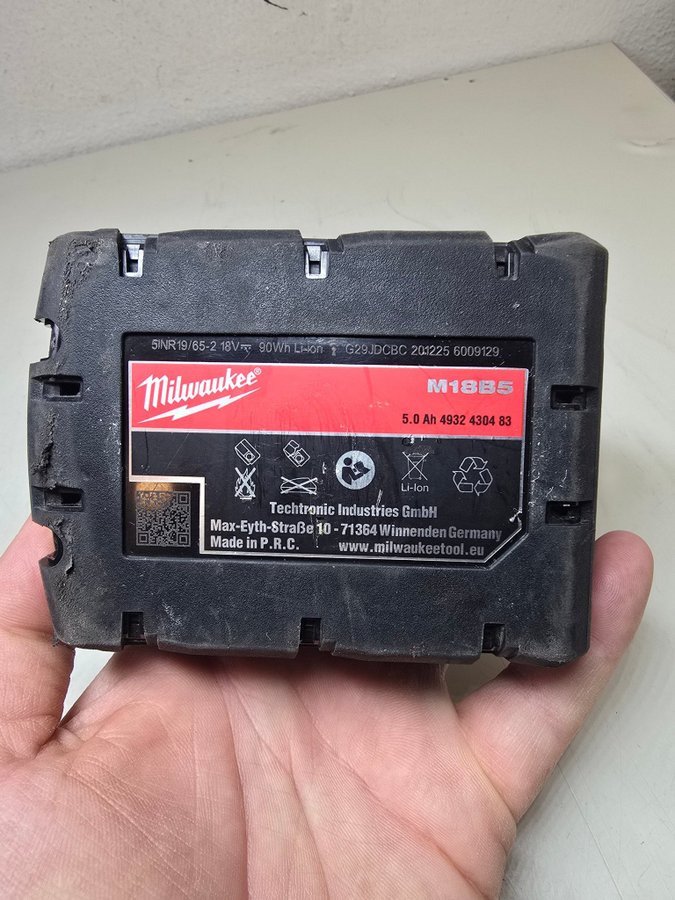 5INR19/65-2 18V⎓ 90Wh Li-ion G29JDCBC 201225 6009129
Milwaukee®
M18B5
5.0 Ah 4932 4304 83
Li-Ion
Techtronic Industries GmbH
Max-Eyth-Straße 10 - 71364 Winnenden Germany
Made in P.R.C. www.milwaukeetool.eu